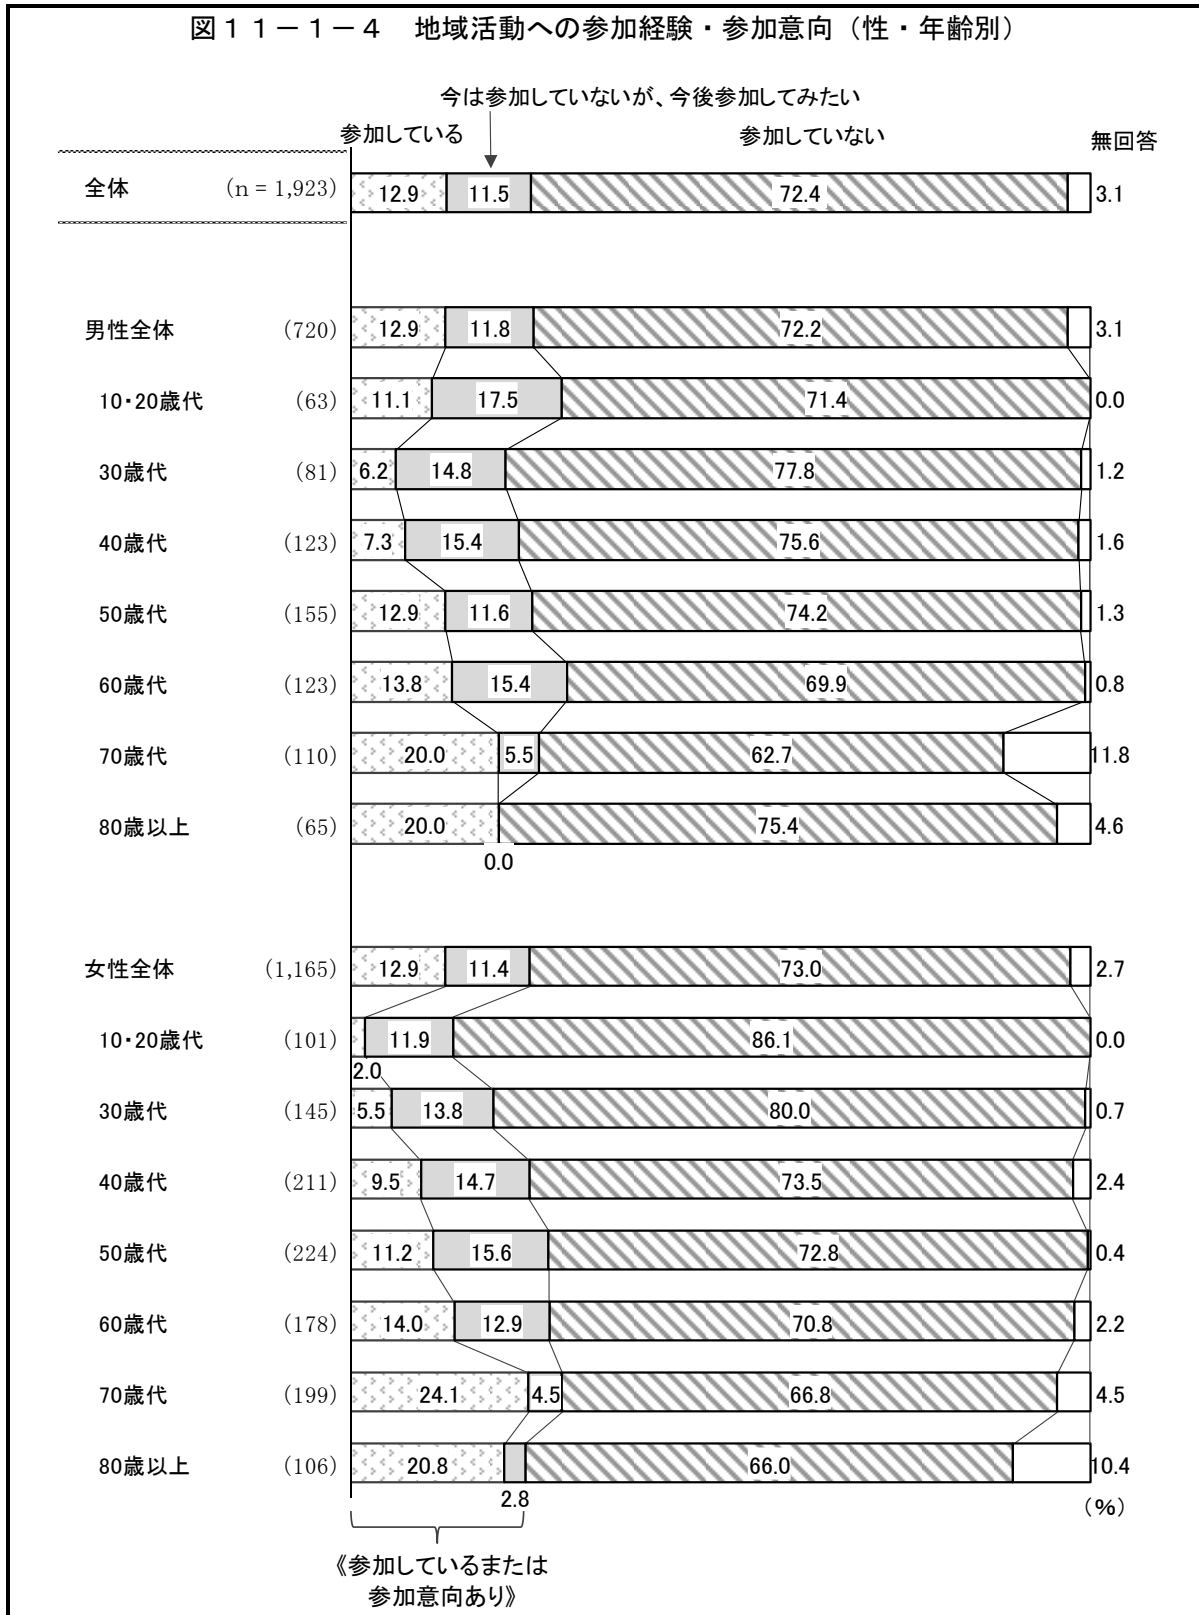 図１１－１－４　地域活動への参加経験・参加意向（性・年齢別）
今は参加していないが、今後参加してみたい
参加している 参加していない 無回答
全体 (n = 1,923) 12.9 11.5 72.4 3.1
男性全体 (720) 12.9 11.8 72.2 3.1
10・20歳代 (63) 11.1 17.5 71.4 0.0
30歳代 (81) 6.2 14.8 77.8 1.2
40歳代 (123) 7.3 15.4 75.6 1.6
50歳代 (155) 12.9 11.6 74.2 1.3
60歳代 (123) 13.8 15.4 69.9 0.8
70歳代 (110) 20.0 5.5 62.7 11.8
80歳以上 (65) 20.0 75.4 4.6
0.0
女性全体 (1,165) 12.9 11.4 73.0 2.7
10・20歳代 (101) 11.9 86.1 0.0
2.0
30歳代 (145) 5.5 13.8 80.0 0.7
40歳代 (211) 9.5 14.7 73.5 2.4
50歳代 (224) 11.2 15.6 72.8 0.4
60歳代 (178) 14.0 12.9 70.8 2.2
70歳代 (199) 24.1 4.5 66.8 4.5
80歳以上 (106) 20.8 66.0 10.4
2.8 (%)
《参加しているまたは
参加意向あり》